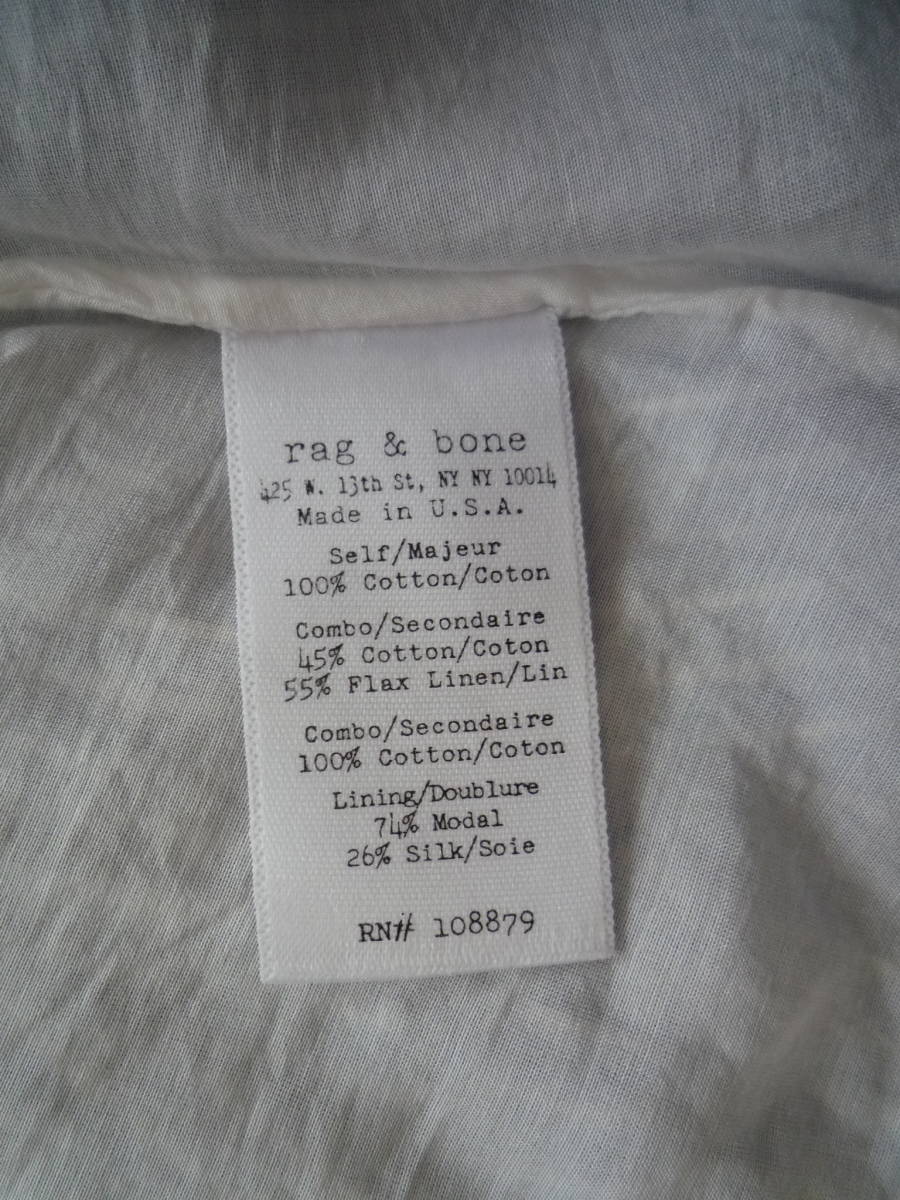 rag & bone
425 W. 13th St, NY NY 10014
Made in U.S.A.
Self/Majeur
100% Cotton/Coton
Combo/Secondaire
45% Cotton/Coton
55% Flax Linen/Lin
Combo/Secondaire
100% Cotton/Coton
Lining/Doublure
74% Modal
26% Silk/Soie
RN# 108879